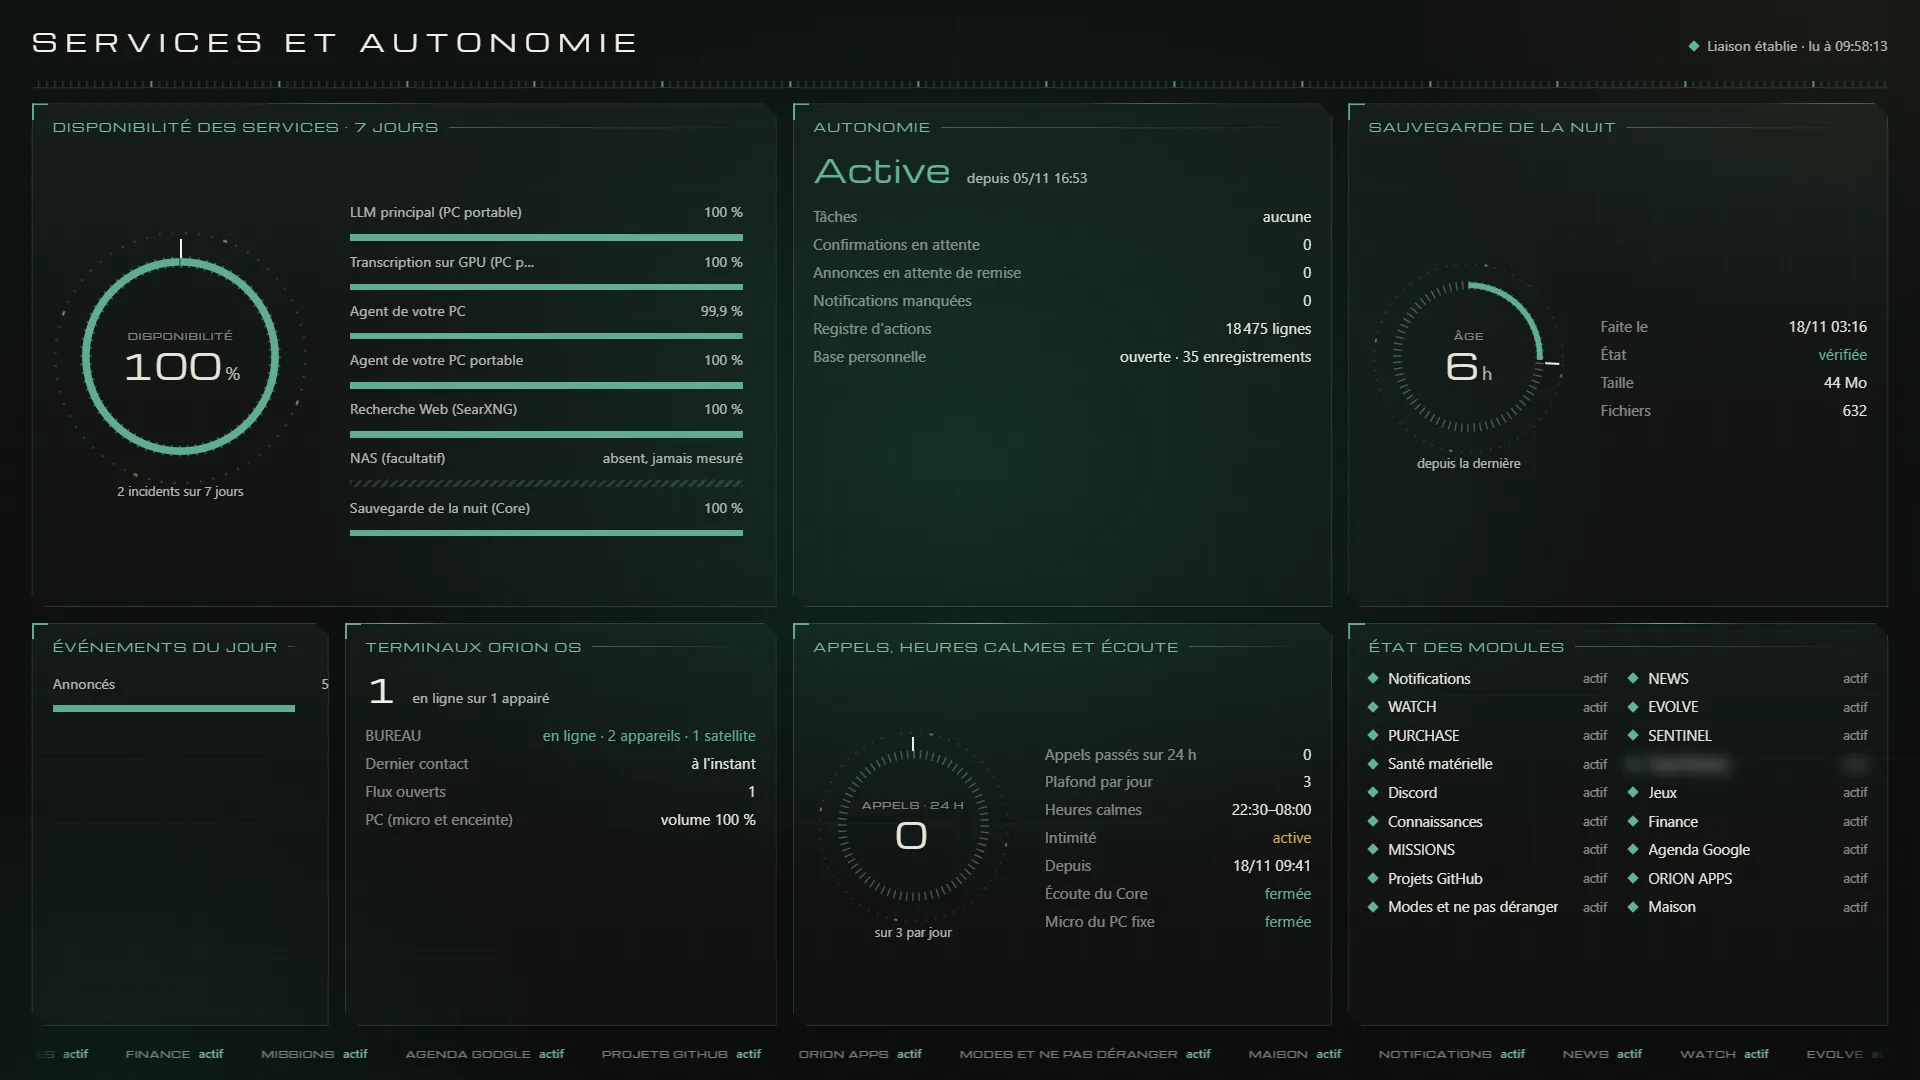 SERVICES ET AUTONOMIE
Liaison établie · lu à 09:58:13
DISPONIBILITÉ DES SERVICES · 7 JOURS
DISPONIBILITÉ
100 %
2 incidents sur 7 jours
LLM principal (PC portable) 100 %
Transcription sur GPU (PC p... 100 %
Agent de votre PC 99,9 %
Agent de votre PC portable 100 %
Recherche Web (SearXNG) 100 %
NAS (facultatif) absent, jamais mesuré
Sauvegarde de la nuit (Core) 100 %
AUTONOMIE
Active depuis 05/11 16:53
Tâches aucune
Confirmations en attente 0
Annonces en attente de remise 0
Notifications manquées 0
Registre d'actions 18 475 lignes
Base personnelle ouverte · 35 enregistrements
SAUVEGARDE DE LA NUIT
ÂGE
6 h
depuis la dernière
Faite le 18/11 03:16
État vérifiée
Taille 44 Mo
Fichiers 632
ÉVÉNEMENTS DU JOUR
Annoncés 5
TERMINAUX ORION OS
1 en ligne sur 1 appairé
BUREAU en ligne · 2 appareils · 1 satellite
Dernier contact à l'instant
Flux ouverts 1
PC (micro et enceinte) volume 100 %
APPELS, HEURES CALMES ET ÉCOUTE
APPELS · 24 H
0
sur 3 par jour
Appels passés sur 24 h 0
Plafond par jour 3
Heures calmes 22:30–08:00
Intimité active
Depuis 18/11 09:41
Écoute du Core fermée
Micro du PC fixe fermée
ÉTAT DES MODULES
Notifications actif NEWS actif
WATCH actif EVOLVE actif
PURCHASE actif SENTINEL actif
Santé matérielle actif
Discord actif Jeux actif
Connaissances actif Finance actif
MISSIONS actif Agenda Google actif
Projets GitHub actif ORION APPS actif
Modes et ne pas déranger actif Maison actif
ES actif FINANCE actif MISSIONS actif AGENDA GOOGLE actif PROJETS GITHUB actif ORION APPS actif MODES ET NE PAS DÉRANGER actif MAISON actif NOTIFICATIONS actif NEWS actif WATCH actif EVOLVE